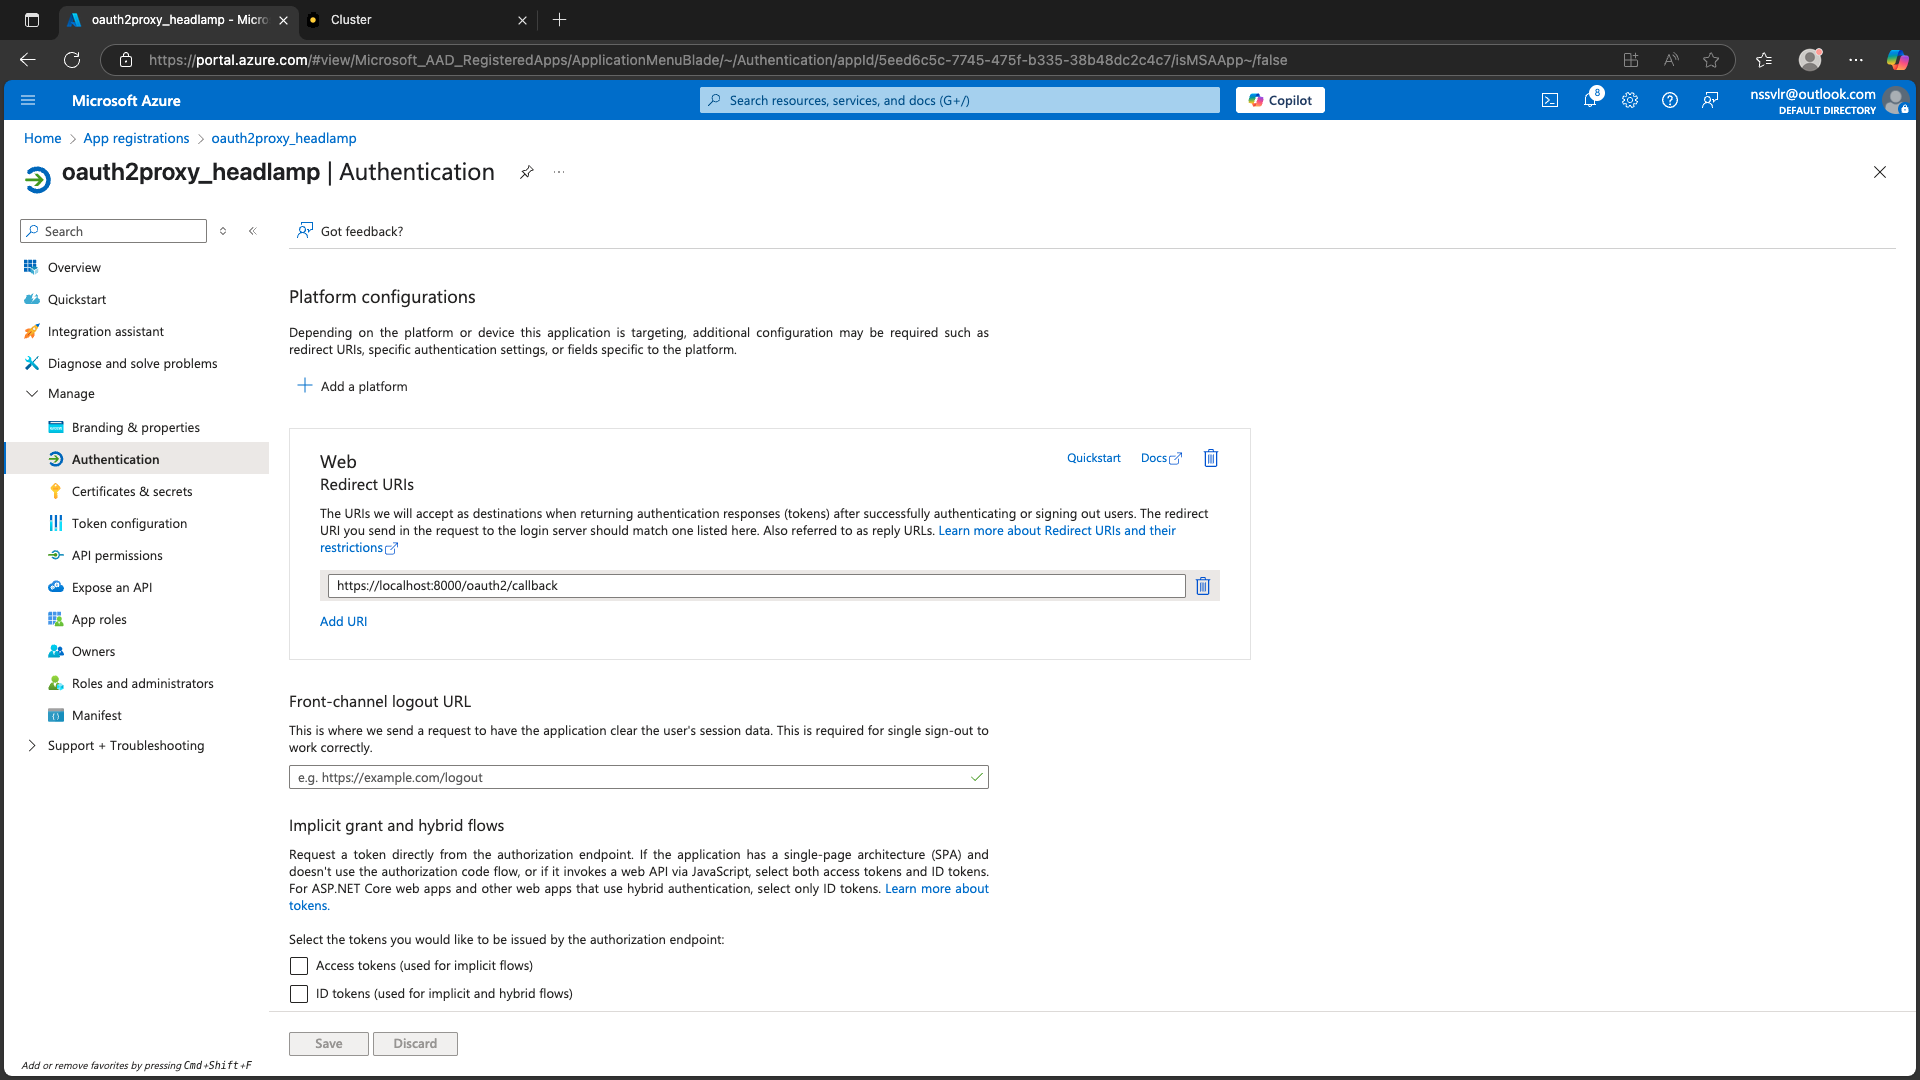 oauth2proxy_headlamp - Micro
Cluster
https://portal.azure.com/#view/Microsoft_AAD_RegisteredApps/ApplicationMenuBlade/~/Authentication/appId/5eed6c5c-7745-475f-b335-38b48dc2c4c7/isMSAApp~/false
Microsoft Azure
Search resources, services, and docs (G+/)
Copilot
8
nssvlr@outlook.com
DEFAULT DIRECTORY
Home > App registrations > oauth2proxy_headlamp
oauth2proxy_headlamp | Authentication
Search
Got feedback?
Overview
Quickstart
Integration assistant
Diagnose and solve problems
Manage
Branding & properties
Authentication
Certificates & secrets
Token configuration
API permissions
Expose an API
App roles
Owners
Roles and administrators
Manifest
Support + Troubleshooting
Add or remove favorites by pressing Cmd+Shift+F
Platform configurations
Depending on the platform or device this application is targeting, additional configuration may be required such as
redirect URIs, specific authentication settings, or fields specific to the platform.
Add a platform
Web
Quickstart
Docs
Redirect URIs
The URIs we will accept as destinations when returning authentication responses (tokens) after successfully authenticating or signing out users. The redirect
URI you send in the request to the login server should match one listed here. Also referred to as reply URLs. Learn more about Redirect URIs and their
restrictions
https://localhost:8000/oauth2/callback
Add URI
Front-channel logout URL
This is where we send a request to have the application clear the user's session data. This is required for single sign-out to
work correctly.
e.g. https://example.com/logout
Implicit grant and hybrid flows
Request a token directly from the authorization endpoint. If the application has a single-page architecture (SPA) and
doesn't use the authorization code flow, or if it invokes a web API via JavaScript, select both access tokens and ID tokens.
For ASP.NET Core web apps and other web apps that use hybrid authentication, select only ID tokens. Learn more about
tokens.
Select the tokens you would like to be issued by the authorization endpoint:
Access tokens (used for implicit flows)
ID tokens (used for implicit and hybrid flows)
Save
Discard